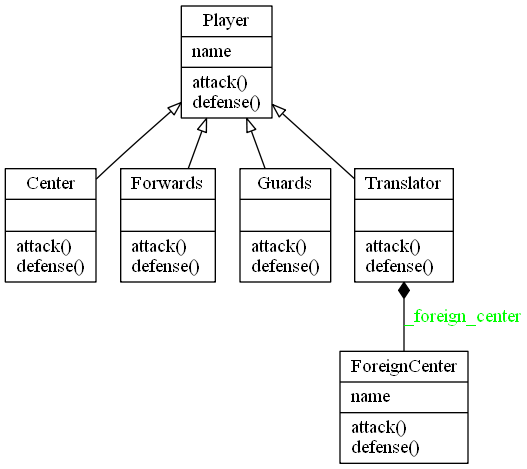 Player
name
attack()
defense()
Center
attack()
defense()
Forwards
attack()
defense()
Guards
attack()
defense()
Translator
attack()
defense()
_foreign_center
ForeignCenter
name
attack()
defense()